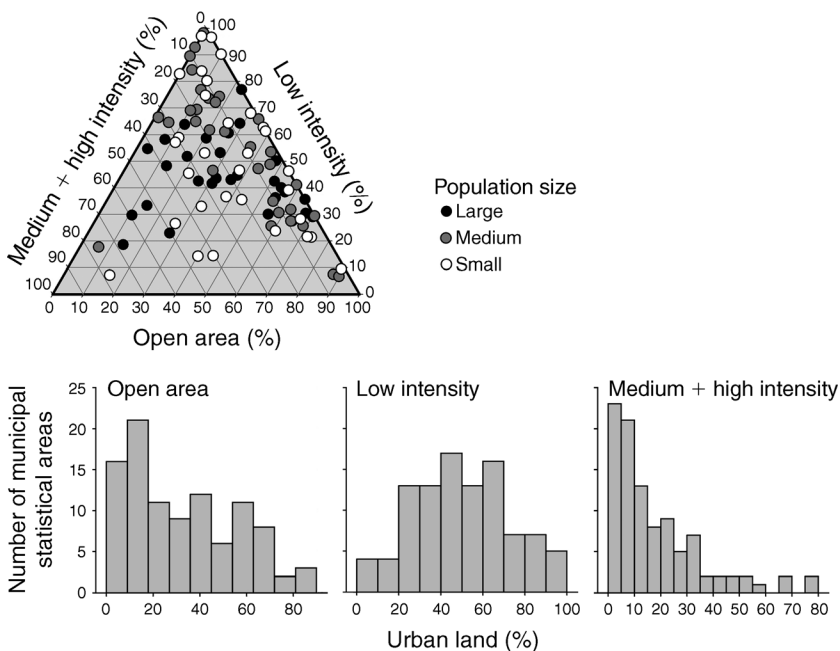 0
100
10
90
20
80
30
70
40
60
50
50
60
40
70
30
80
20
90
10
100
0
0 10 20 30 40 50 60 70 80 90 100
Medium + high intensity (%)
Low intensity (%)
Open area (%)
Population size
Large
Medium
Small
Open area
Low intensity
Medium + high intensity
Number of municipal
statistical areas
25
20
15
10
5
0
0 20 40 60 80
0 20 40 60 80 100
0 10 20 30 40 50 60 70 80
Urban land (%)